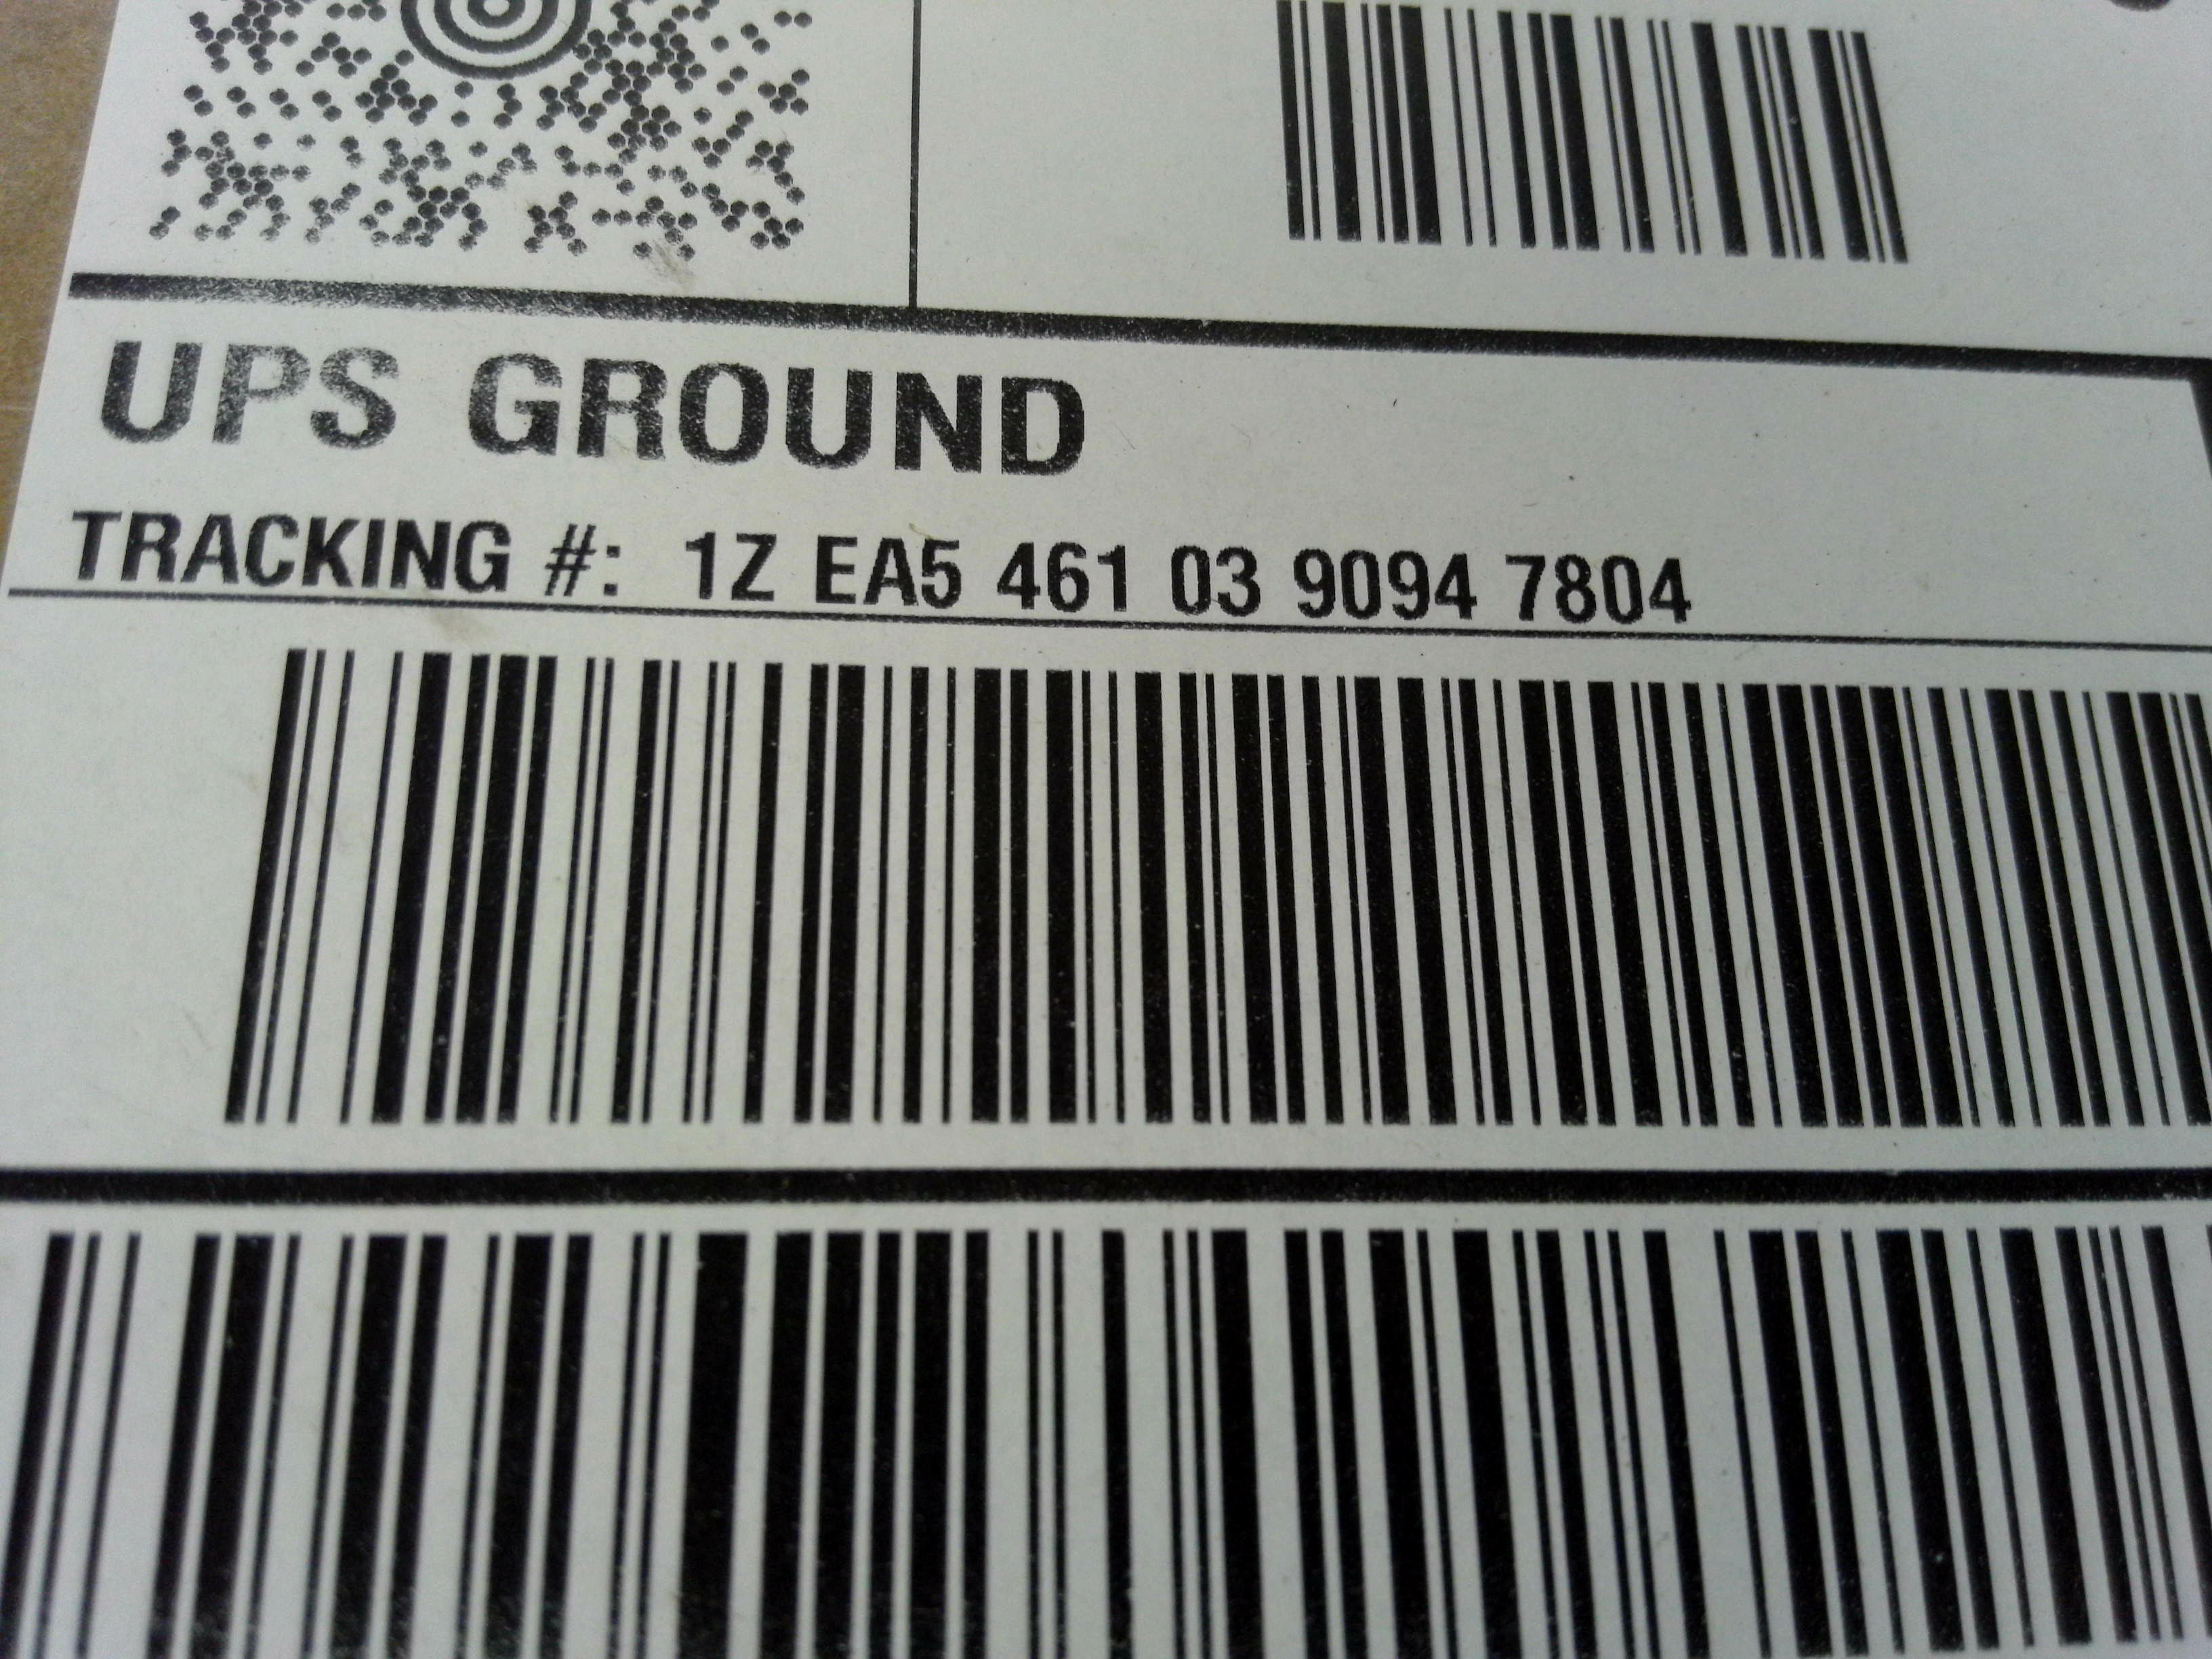 UPS GROUND
TRACKING #: 1Z EA5 461 03 9094 7804